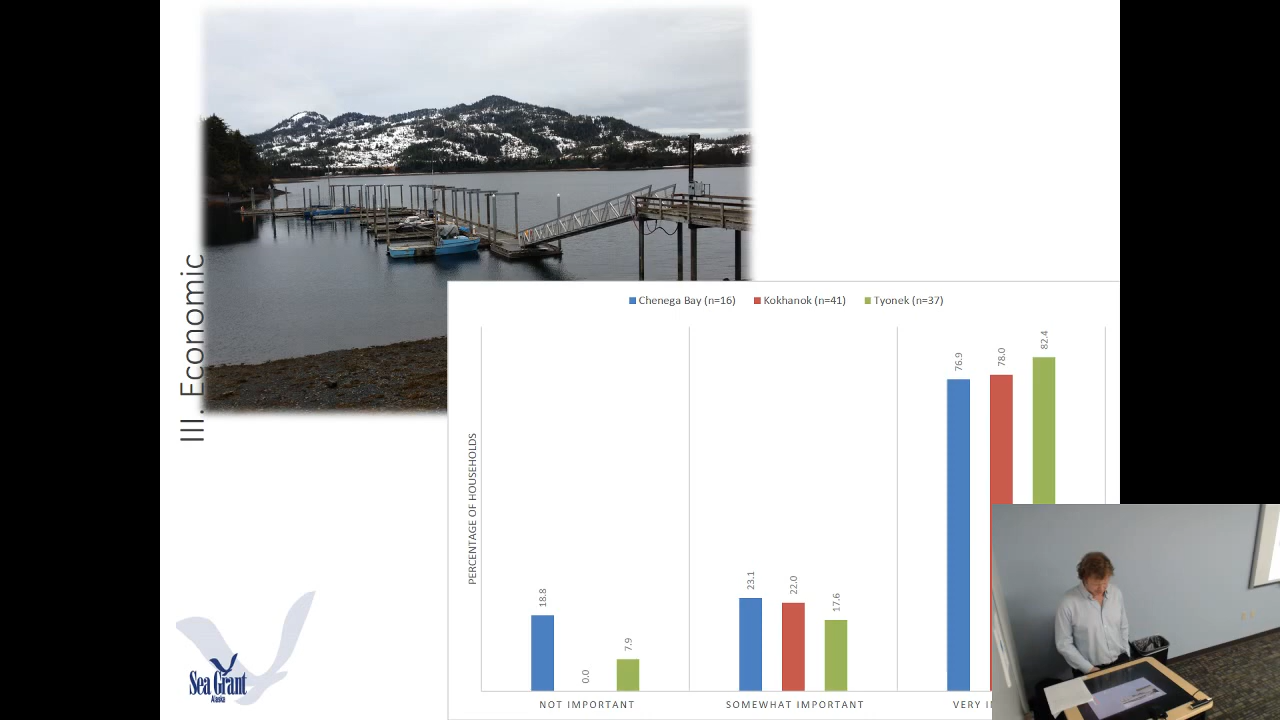 III. Economic
Chenega Bay (n=16) Kokhanok (n=41) Tyonek (n=37)
PERCENTAGE OF HOUSEHOLDS
18.8
0.0
7.9
23.1
22.0
17.6
76.9
78.0
82.4
NOT IMPORTANT
SOMEWHAT IMPORTANT
VERY
Sea Grant
Alaska